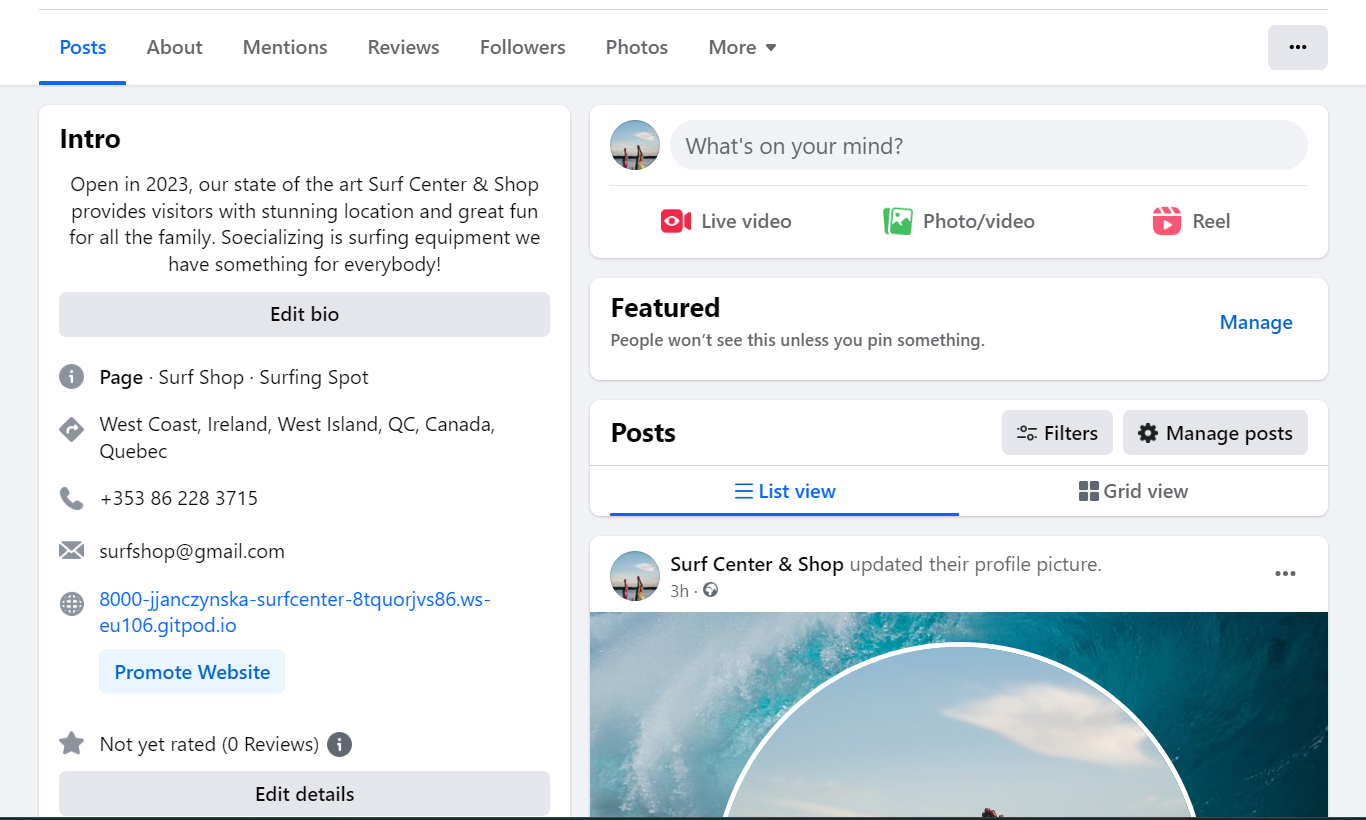 Posts About Mentions Reviews Followers Photos More
Intro
Open in 2023, our state of the art Surf Center & Shop
provides visitors with stunning location and great fun
for all the family. Soecializing is surfing equipment we
have something for everybody!
Edit bio
Page · Surf Shop · Surfing Spot
West Coast, Ireland, West Island, QC, Canada,
Quebec
+353 86 228 3715
surfshop@gmail.com
8000-jjanczynska-surfcenter-8tquorjvs86.ws-
eu106.gitpod.io
Promote Website
Not yet rated (0 Reviews)
Edit details
What's on your mind?
Live video Photo/video Reel
Featured
Manage
People won’t see this unless you pin something.
Posts Filters Manage posts
List view Grid view
Surf Center & Shop updated their profile picture.
3h ·